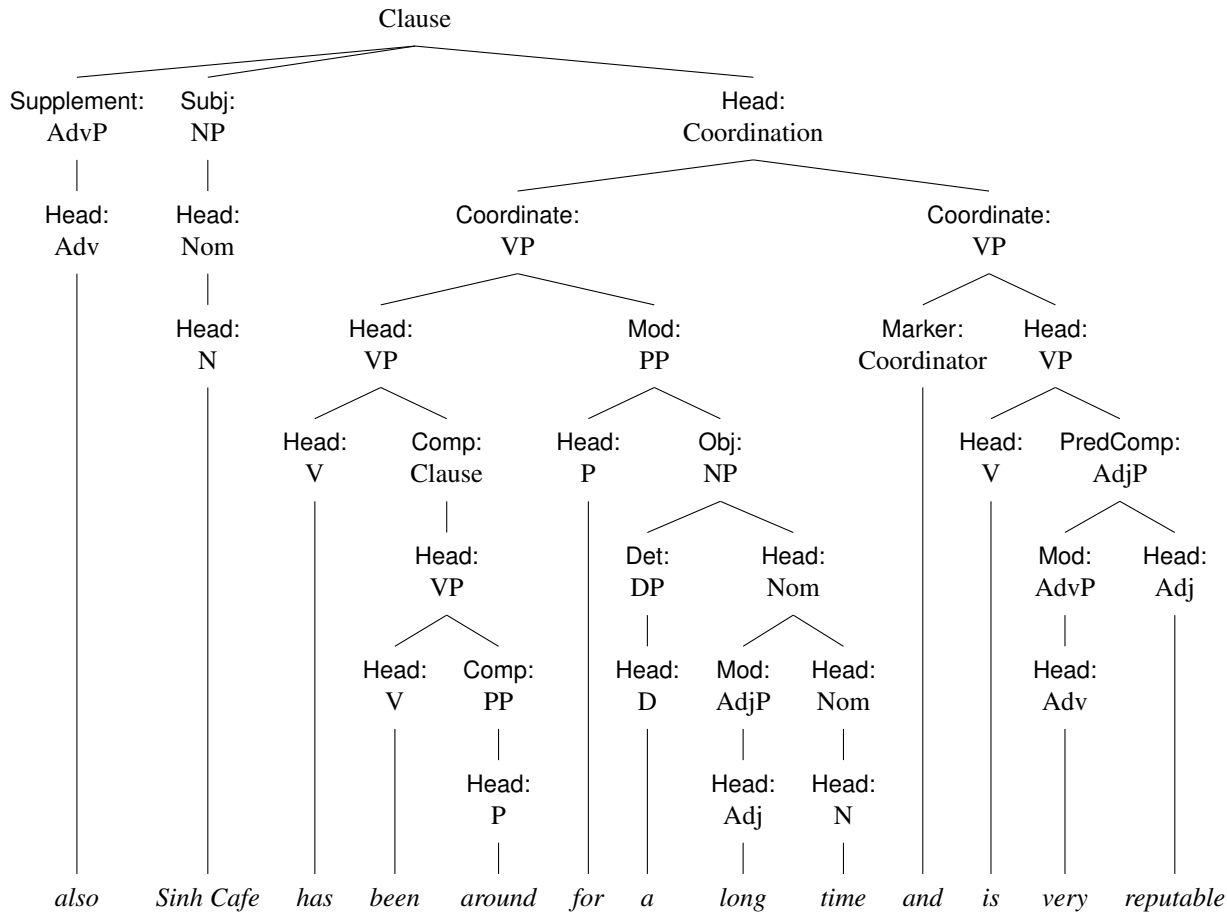 Clause
Supplement: Subj: Head:
AdvP NP Coordination
Head: Head: Coordinate: Coordinate:
Adv Nom VP VP
Head: Head: Mod: Marker: Head:
N VP PP Coordinator VP
Head: Comp: Head: Obj: Head: PredComp:
V Clause P NP V AdjP
Head: Det: Head: Mod: Head:
VP DP Nom AdvP Adj
Head: Comp: Head: Mod: Head: Head:
V PP D AdjP Nom Adv
Head: Head: Head:
P Adj N
also Sinh Cafe has been around for a long time and is very reputable